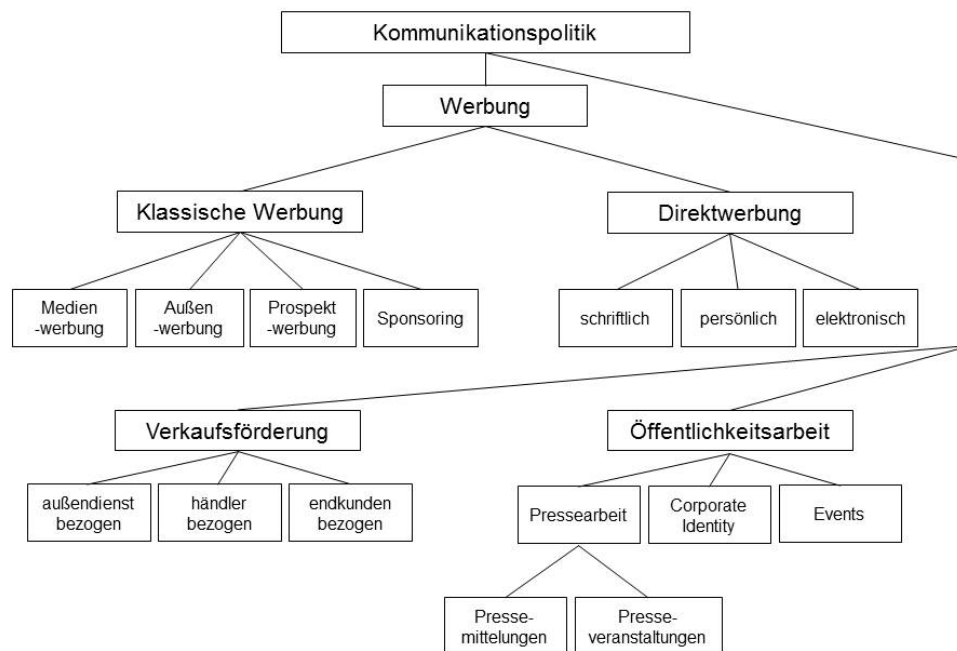 Kommunikationspolitik
Werbung
Klassische Werbung
Direktwerbung
Medien
-werbung
Außen
-werbung
Prospekt
-werbung
Sponsoring
schriftlich
persönlich
elektronisch
Verkaufsförderung
Öffentlichkeitsarbeit
außendienst
bezogen
händler
bezogen
endkunden
bezogen
Pressearbeit
Corporate
Identity
Events
Presse-
mittelungen
Presse-
veranstaltungen